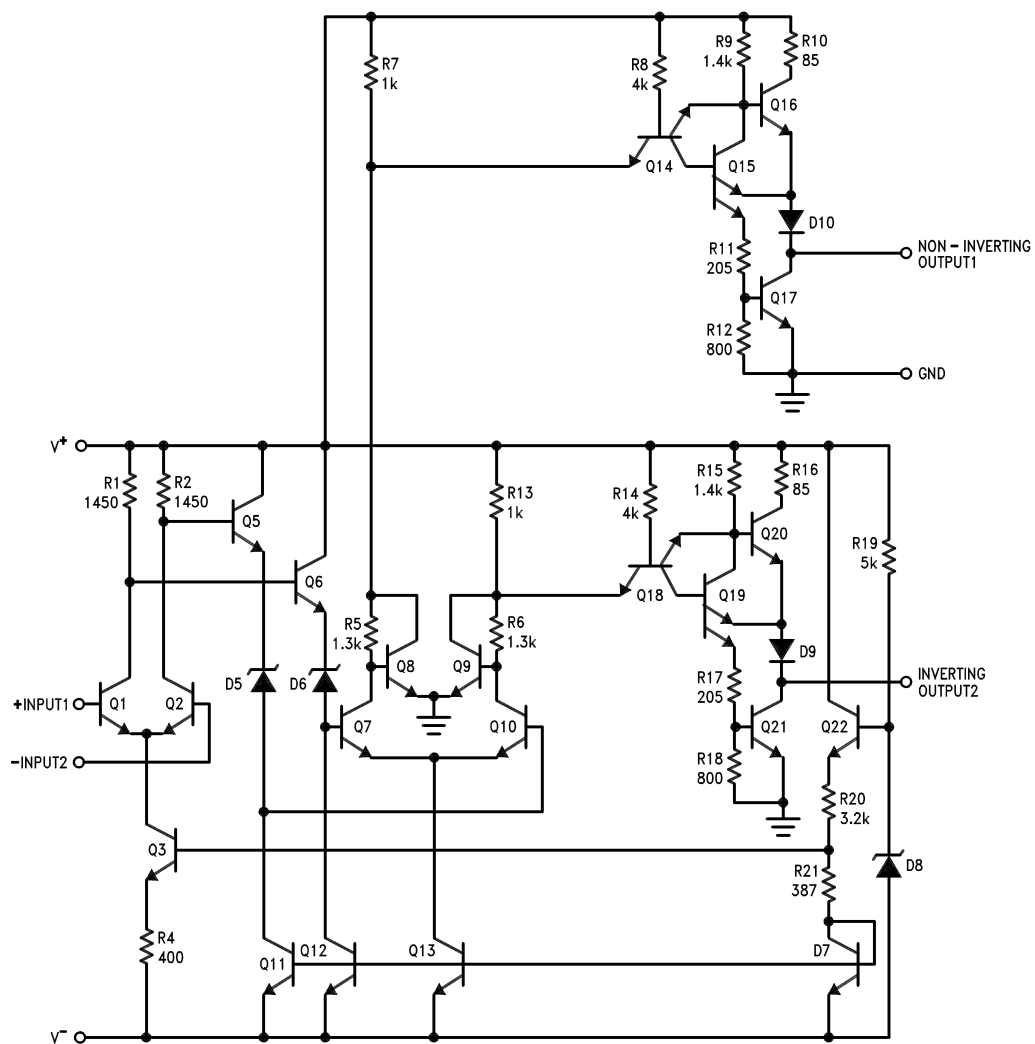 R7
1k
R8
4k
R9
1.4k
R10
85
Q16
Q14
Q15
D10
R11
205
NON – INVERTING
OUTPUT1
Q17
R12
800
GND
V+
R1
1450
R2
1450
Q5
Q6
R13
1k
R14
4k
R15
1.4k
R16
85
Q20
R19
5k
Q18
Q19
R5
1.3k
R6
1.3k
Q8
Q9
D9
D5
D6
R17
205
INVERTING
OUTPUT2
+INPUT1
Q1
Q2
Q7
Q10
Q21
Q22
–INPUT2
R18
800
R20
3.2k
Q3
D8
R21
387
R4
400
Q11
Q12
Q13
D7
V–